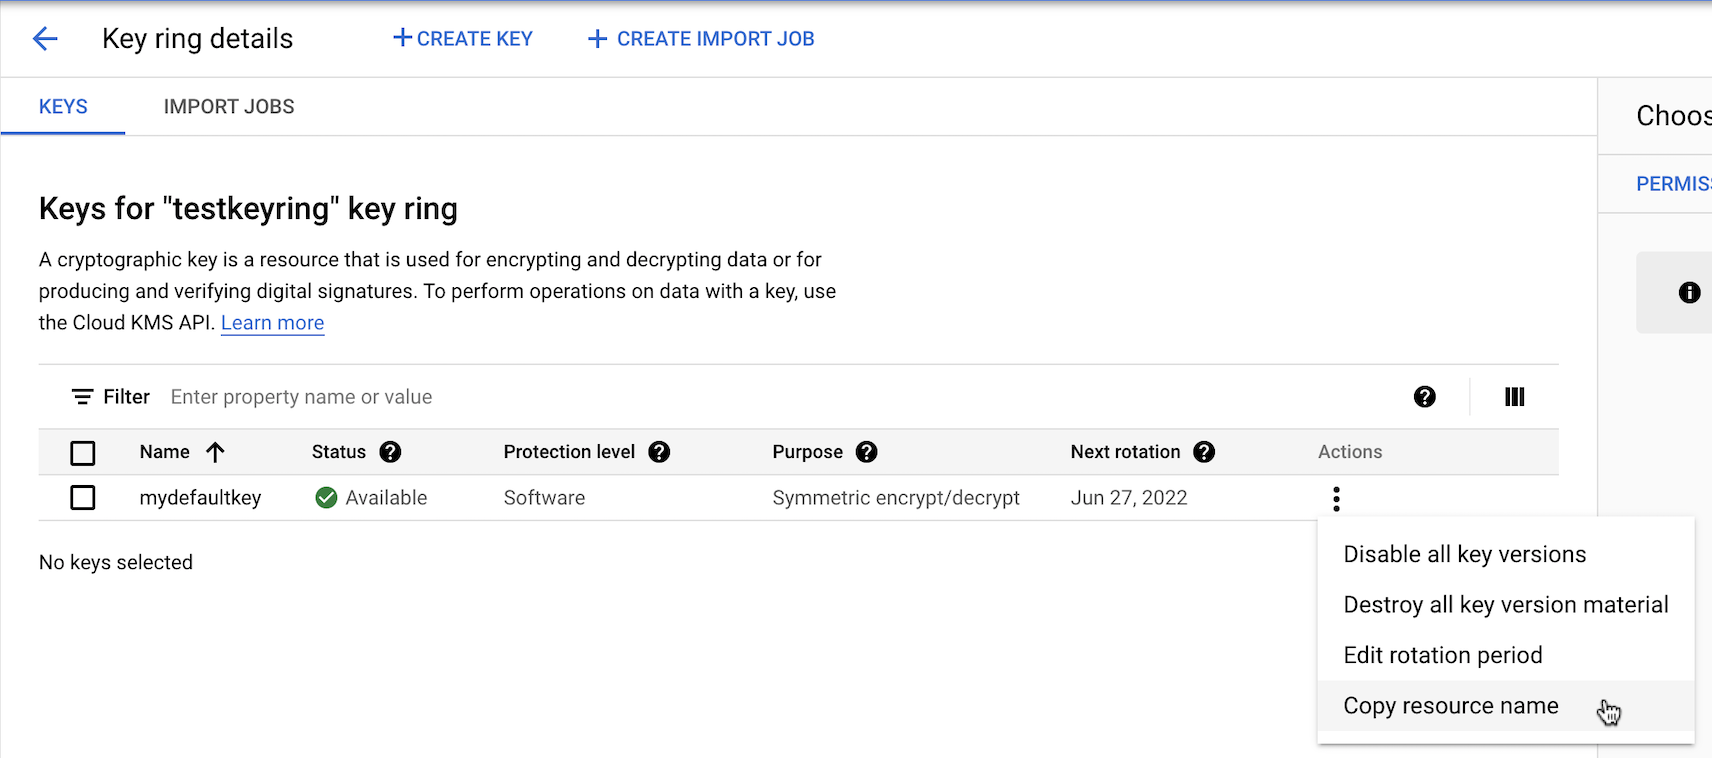 Key ring details
CREATE KEY
CREATE IMPORT JOB
KEYS
IMPORT JOBS
Choos
PERMISS
Keys for "testkeyring" key ring
A cryptographic key is a resource that is used for encrypting and decrypting data or for
producing and verifying digital signatures. To perform operations on data with a key, use
the Cloud KMS API. Learn more
Filter Enter property name or value
Name Status Protection level Purpose Next rotation Actions
mydefaultkey Available Software Symmetric encrypt/decrypt Jun 27, 2022
No keys selected
Disable all key versions
Destroy all key version material
Edit rotation period
Copy resource name